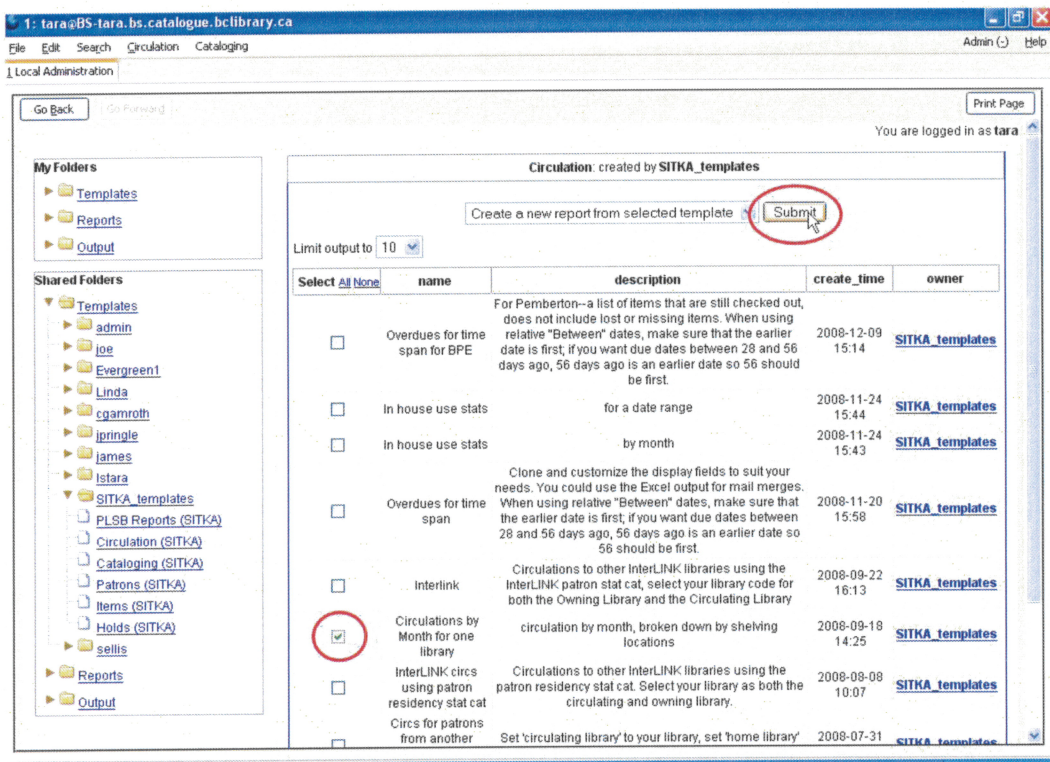 1: tara@BS-tara.bs.catalogue.bclibrary.ca
File Edit Search Circulation Cataloging Admin (-) Help
1 Local Administration
Go Back Go Forward Print Page
You are logged in as tara
My Folders
Templates
Reports
Output
Shared Folders
Templates
admin
joe
Evergreen1
Linda
cgamroth
jpringle
james
lstara
SITKA_templates
PLSB Reports (SITKA)
Circulation (SITKA)
Cataloging (SITKA)
Patrons (SITKA)
Items (SITKA)
Holds (SITKA)
sellis
Reports
Output
Circulation: created by SITKA_templates
Create a new report from selected template Submit
Limit output to 10
Select All None name description create_time owner
Overdues for time
span for BPE
For Pemberton--a list of items that are still checked out,
does not include lost or missing items. When using
relative "Between" dates, make sure that the earlier
date is first; if you want due dates between 28 and 56
days ago, 56 days ago is an earlier date so 56 should
be first.
2008-12-09
15:14
SITKA_templates
In house use stats
for a date range
2008-11-24
15:44
SITKA_templates
In house use stats
by month
2008-11-24
15:43
SITKA_templates
Overdues for time
span
Clone and customize the display fields to suit your
needs. You could use the Excel output for mail merges.
When using relative "Between" dates, make sure that
the earlier date is first; if you want due dates between
28 and 56 days ago, 56 days ago is an earlier date so
56 should be first.
2008-11-20
15:58
SITKA_templates
Interlink
Circulations to other InterLINK libraries using the
InterLINK patron stat cat, select your library code for
both the Owning Library and the Circulating Library
2008-09-22
16:13
SITKA_templates
Circulations by
Month for one
library
circulation by month, broken down by shelving
locations
2008-09-18
14:25
SITKA_templates
InterLINK circs
using patron
residency stat cat
Circulations to other InterLINK libraries using the
patron residency stat cat. Select your library as both the
circulating and owning library.
2008-08-08
10:07
SITKA_templates
Circs for patrons
from another
Set 'circulating library' to your library, set 'home library'
2008-07-31
SITKA_templates